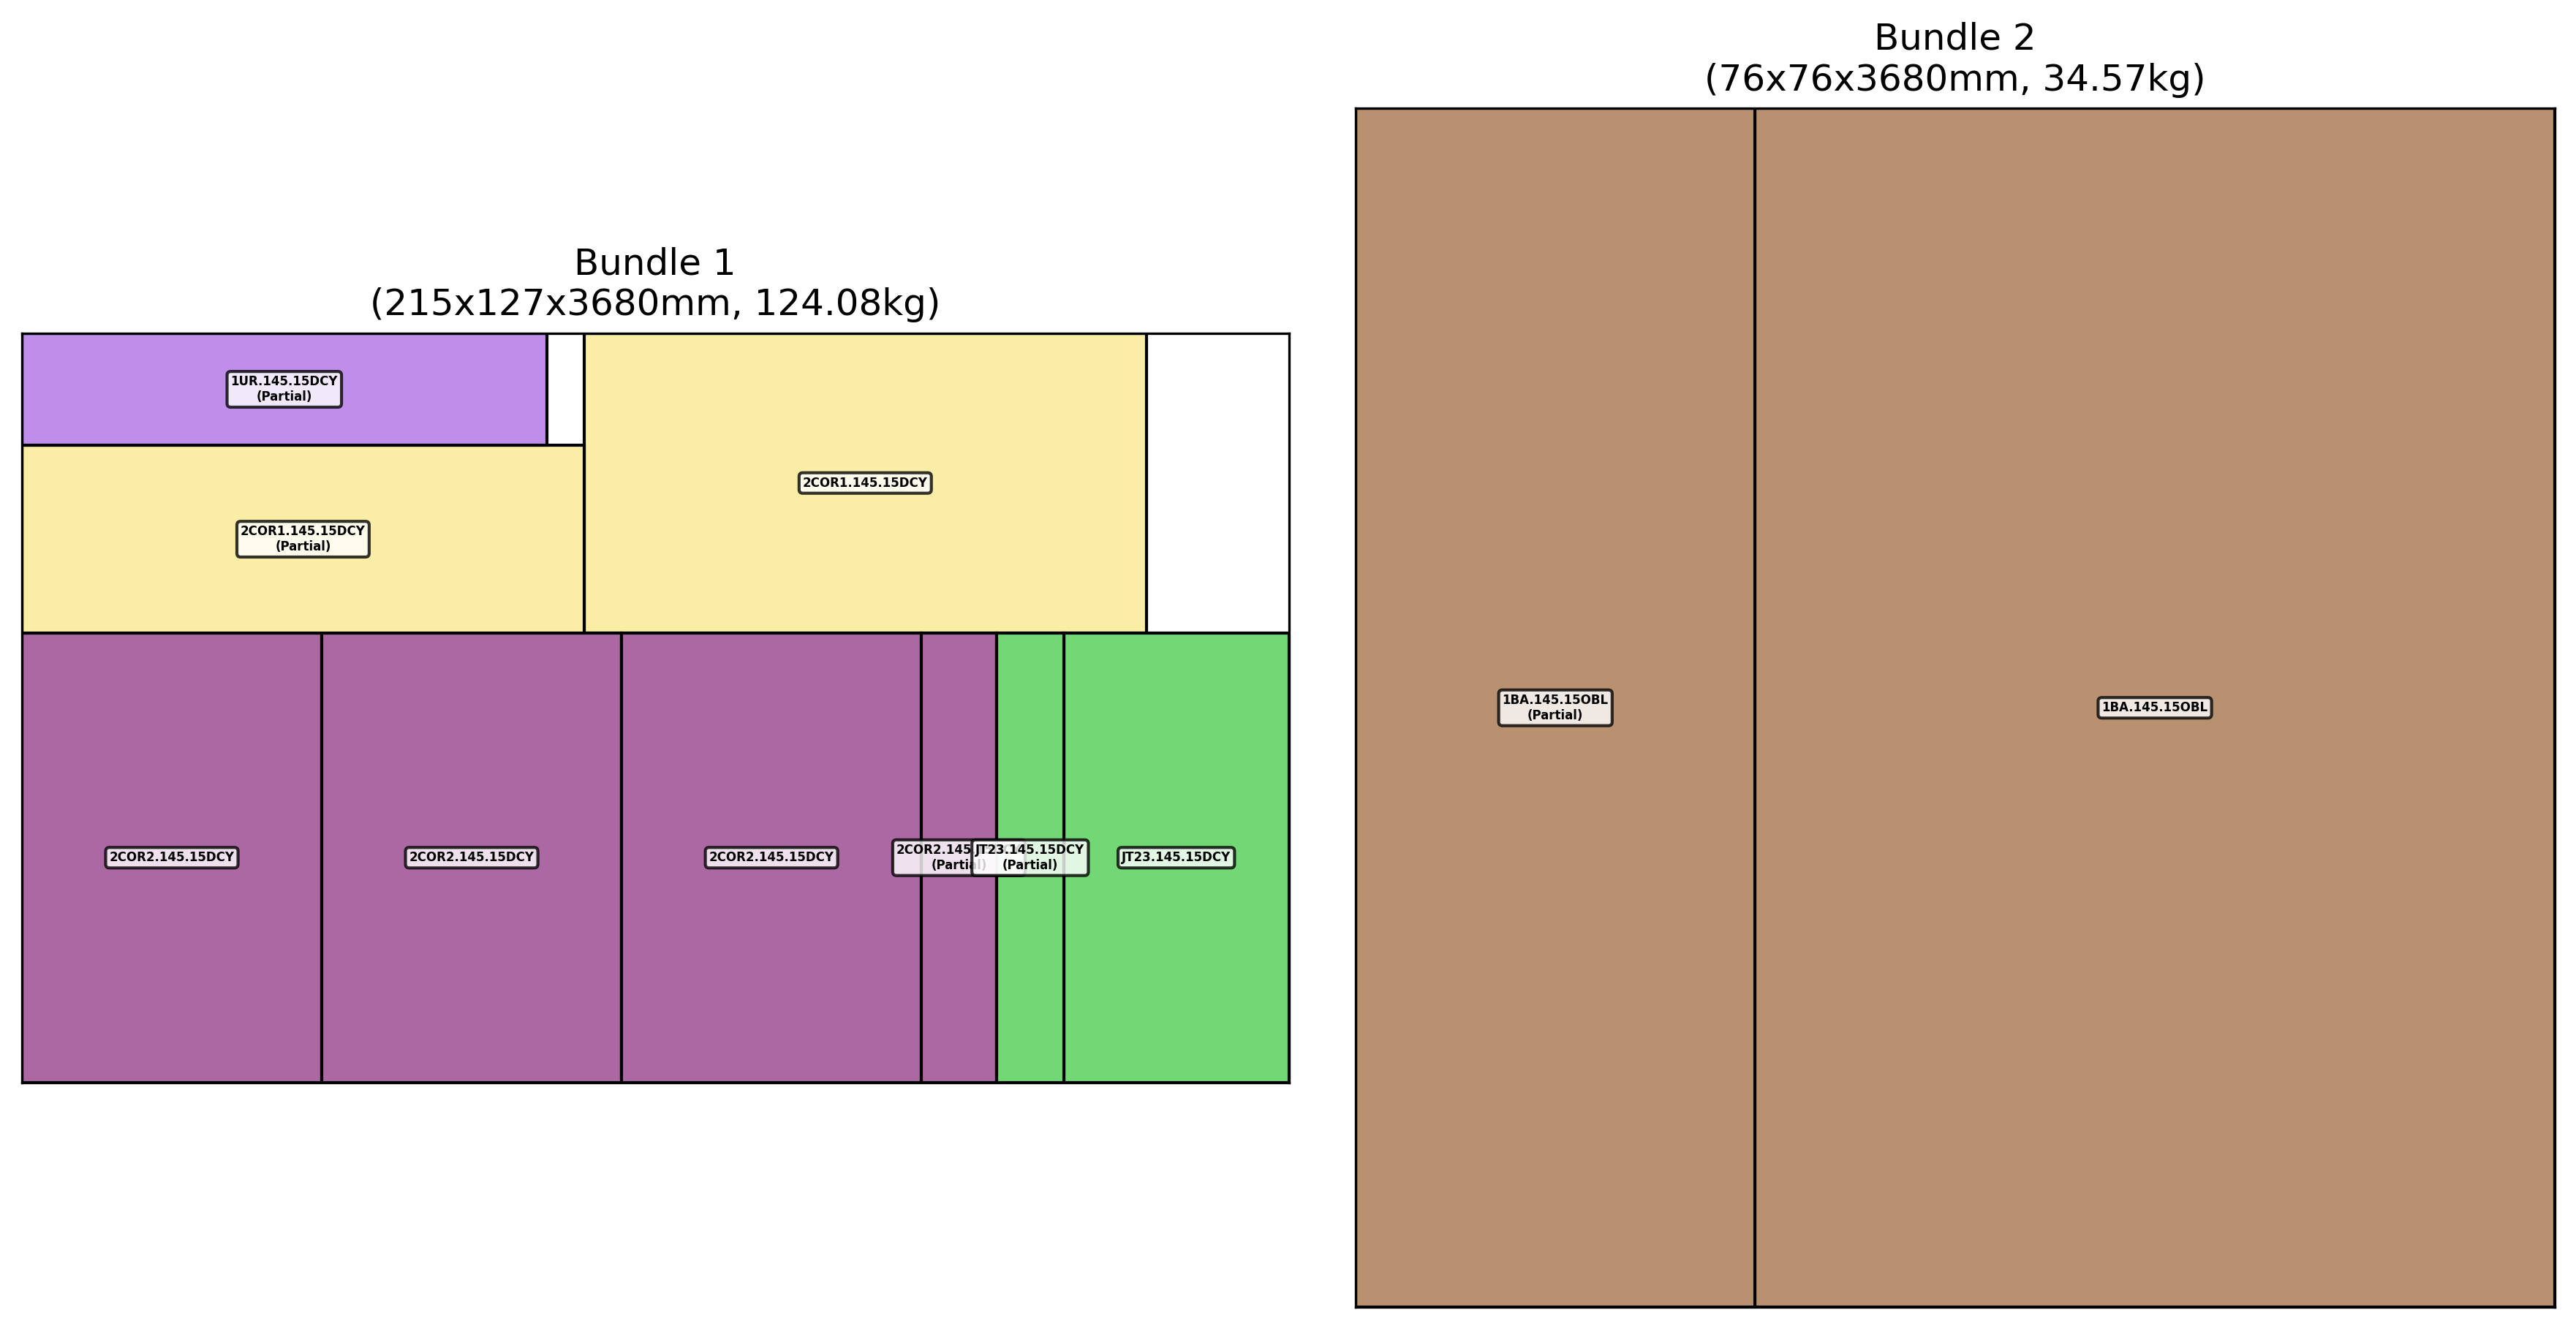 Bundle 1
(215x127x3680mm, 124.08kg)
1UR.145.15DCY
(Partial)
2COR1.145.15DCY
2COR1.145.15DCY
(Partial)
2COR2.145.15DCY
2COR2.145.15DCY
2COR2.145.15DCY
2COR2.145
(Partial)
JT23.145.15DCY
(Partial)
JT23.145.15DCY
Bundle 2
(76x76x3680mm, 34.57kg)
1BA.145.15OBL
(Partial)
1BA.145.15OBL